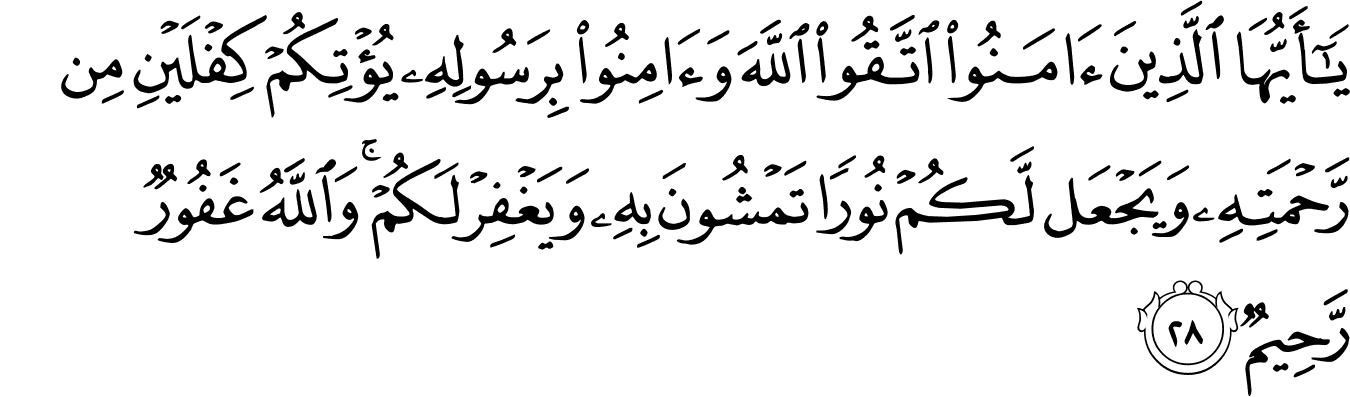 يَٰٓأَيُّهَا ٱلَّذِينَ ءَامَنُوا۟ ٱتَّقُوا۟ ٱللَّهَ وَءَامِنُوا۟ بِرَسُولِهِۦ يُؤْتِكُمْ كِفْلَيْنِ مِن
رَّحْمَتِهِۦ وَيَجْعَل لَّكُمْ نُورًا تَمْشُونَ بِهِۦ وَيَغْفِرْ لَكُمْ ۚ وَٱللَّهُ غَفُورٌ
رَّحِيمٌ ٢٨